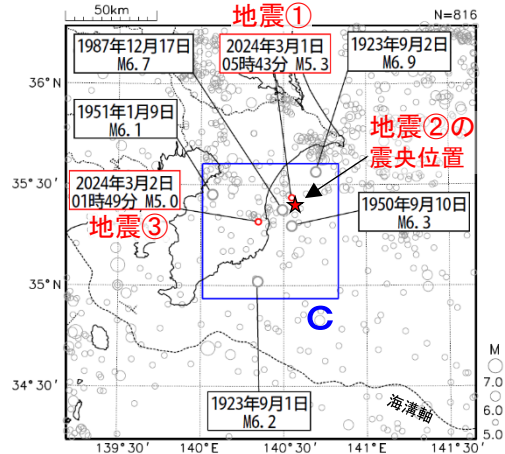 50km
地震①
N=816
1987年12月17日
M6.7
2024年3月1日
05時43分 M5.3
1923年9月2日
M6.9
36°N
1951年1月9日
M6.1
地震②の
震央位置
35°30′
2024年3月2日
01時49分 M5.0
地震③
1950年9月10日
M6.3
35°N
C
34°30′
1923年9月1日
M6.2
海溝軸
M
7.0
6.0
5.0
139°30′E
140°E
140°30′E
141°E
141°30′E